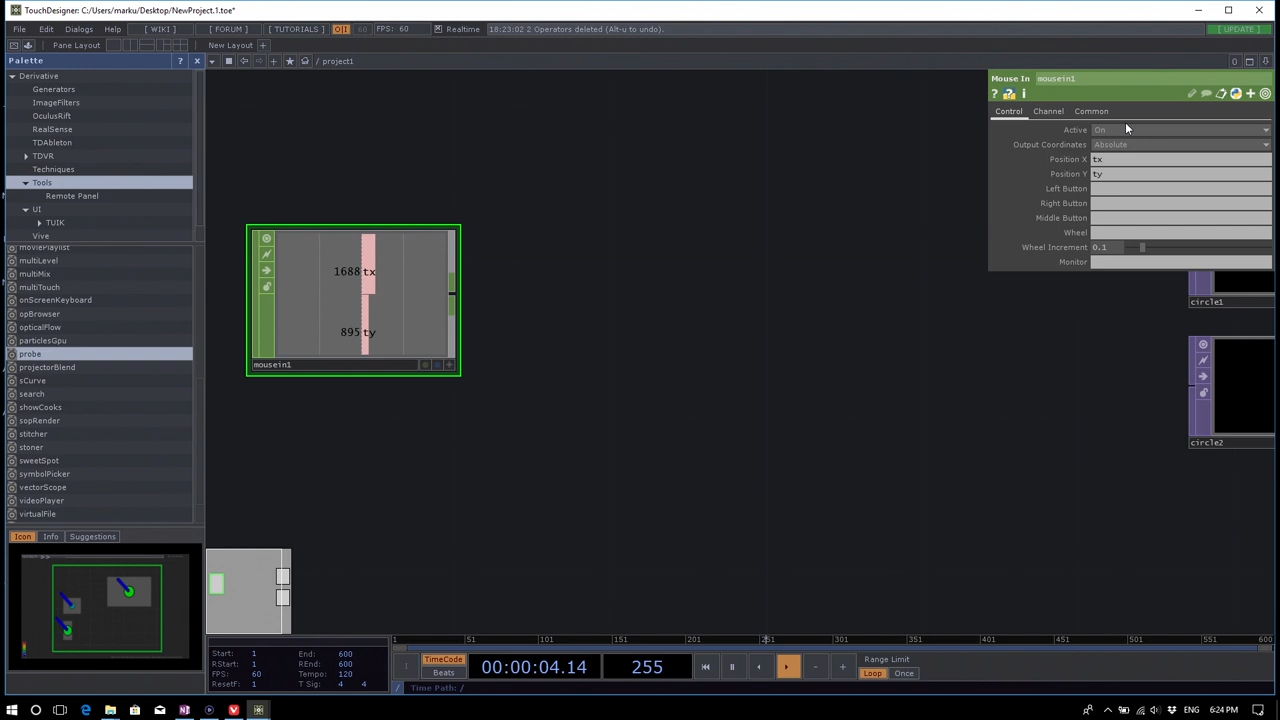 TouchDesigner: C:/Users/marku/Desktop/NewProject.1.toe*
File Edit Dialogs [ WIKI ] [ FORUM ] [ TUTORIALS ] O|I 60 FPS: 60 Realtime 18:23:02 2 Operators deleted (Alt-u to undo). [ UPDATE ]
Pane Layout New Layout +
Palette ? x / project1 0
Derivative
Generators
ImageFilters
OculusRift
RealSense
TDAbleton
TDVR
Techniques
Tools
Remote Panel
UI
TUIK
Vive
moviePlaylist
multiLevel
multiMix
multiTouch
onScreenKeyboard
opBrowser
opticalFlow
particlesGpu
probe
projectorBlend
sCurve
search
showCooks
sopRender
stitcher
stoner
sweetSpot
symbolPicker
vectorScope
videoPlayer
virtualFile
Icon Info Suggestions
1688 tx
895 ty
mousein1
Mouse In mousein1
? i
Control Channel Common
Active On
Output Coordinates Absolute
Position X tx
Position Y ty
Left Button
Right Button
Middle Button
Wheel
Wheel Increment 0.1
Monitor
circle1
circle2
1 51 101 151 201 251 301 351 401 451 501 551 600
Start: 1 End: 600
RStart: 1 REnd: 600
FPS: 60 Tempo: 120
ResetF: 1 T Sig: 4 4
TimeCode
Beats
00:00:04.14 255
Range Limit
Loop Once
/ Time Path: /
6:24 PM